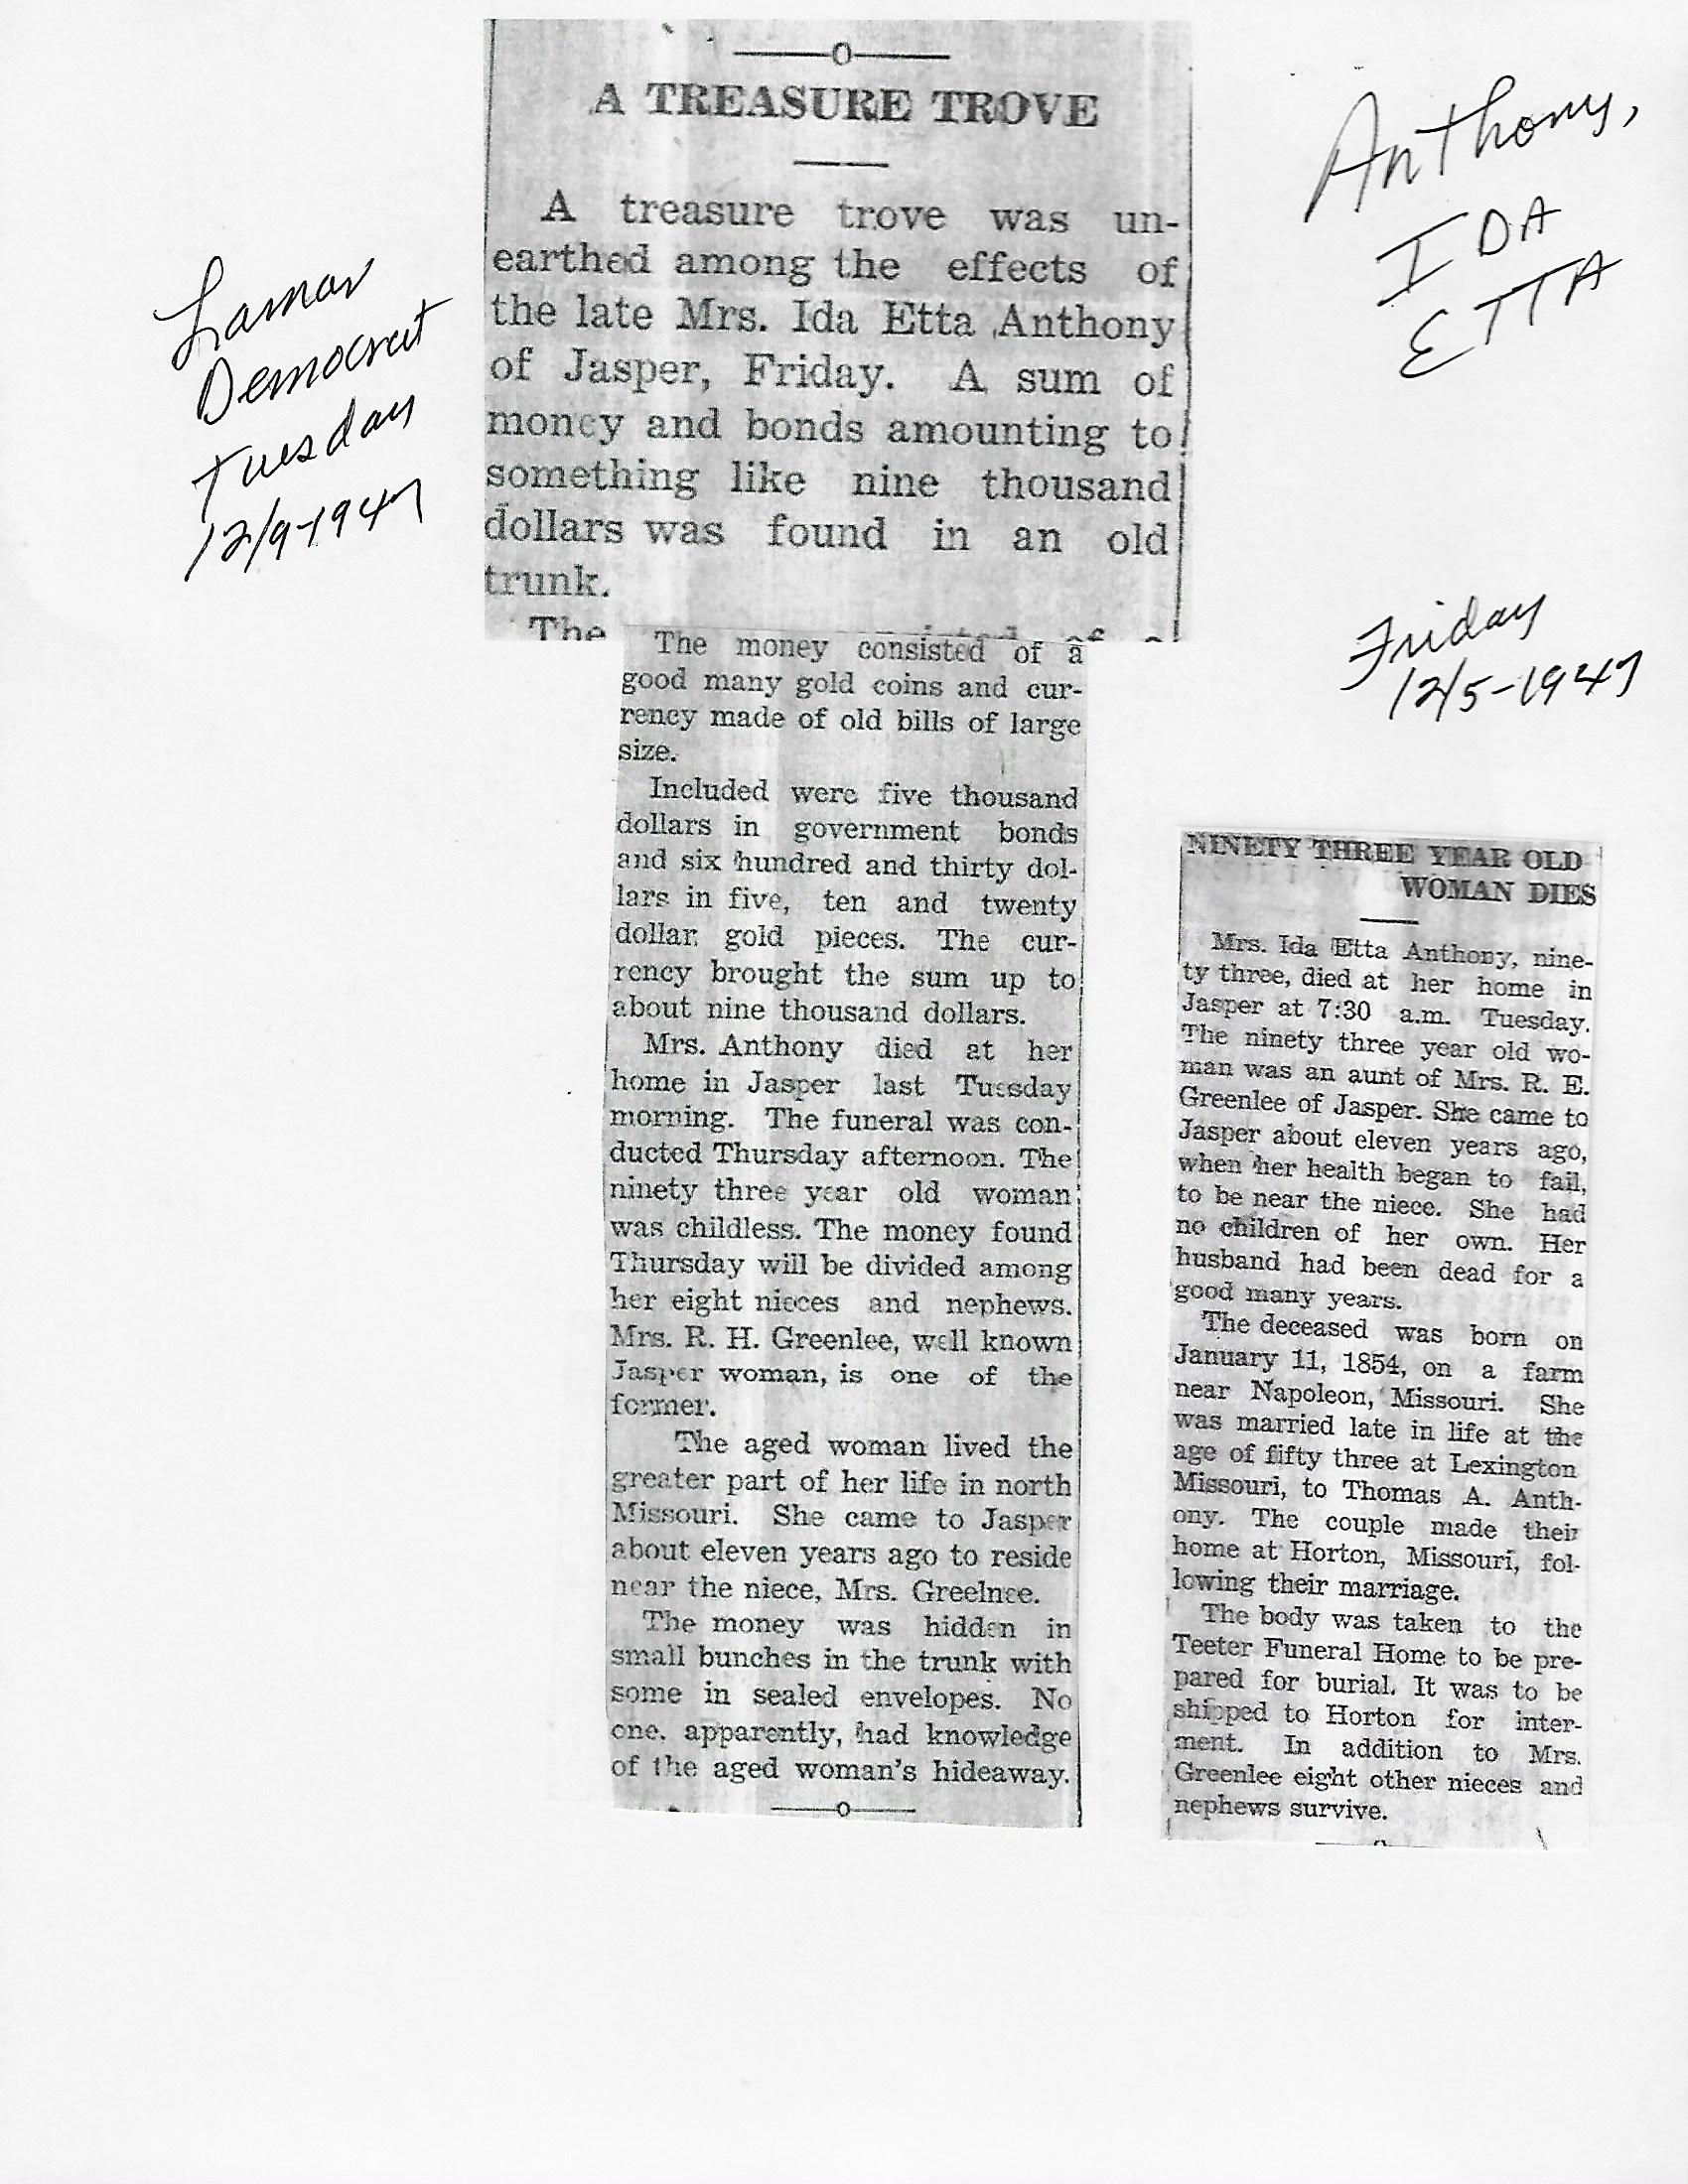 Lamar
Democrat
Tuesday
12/9-1947
A TREASURE TROVE
A treasure trove was un-
earthed among the effects of
the late Mrs. Ida Etta Anthony
of Jasper, Friday. A sum of
money and bonds amounting to
something like nine thousand
dollars was found in an old
trunk.
The
The money consisted of a
good many gold coins and cur-
rency made of old bills of large
size.
Included were five thousand
dollars in government bonds
and six hundred and thirty dol-
lars in five, ten and twenty
dollar gold pieces. The cur-
rency brought the sum up to
about nine thousand dollars.
Mrs. Anthony died at her
home in Jasper last Tuesday
morning. The funeral was con-
ducted Thursday afternoon. The
ninety three year old woman
was childless. The money found
Thursday will be divided among
her eight nieces and nephews.
Mrs. R. H. Greenlee, well known
Jasper woman, is one of the
former.
The aged woman lived the
greater part of her life in north
Missouri. She came to Jasper
about eleven years ago to reside
near the niece, Mrs. Greelnee.
The money was hidden in
small bunches in the trunk with
some in sealed envelopes. No
one, apparently, had knowledge
of the aged woman's hideaway.
Anthony,
IDA
ETTA
Friday
12/5-1947
NINETY THREE YEAR OLD
WOMAN DIES
Mrs. Ida Etta Anthony, nine-
ty three, died at her home in
Jasper at 7:30 a.m. Tuesday.
The ninety three year old wo-
man was an aunt of Mrs. R. E.
Greenlee of Jasper. She came to
Jasper about eleven years ago,
when her health began to fail,
to be near the niece. She had
no children of her own. Her
husband had been dead for a
good many years.
The deceased was born on
January 11, 1854, on a farm
near Napoleon, Missouri. She
was married late in life at the
age of fifty three at Lexington
Missouri, to Thomas A. Anth-
ony. The couple made their
home at Horton, Missouri, fol-
lowing their marriage.
The body was taken to the
Teeter Funeral Home to be pre-
pared for burial. It was to be
shipped to Horton for inter-
ment. In addition to Mrs.
Greenlee eight other nieces and
nephews survive.